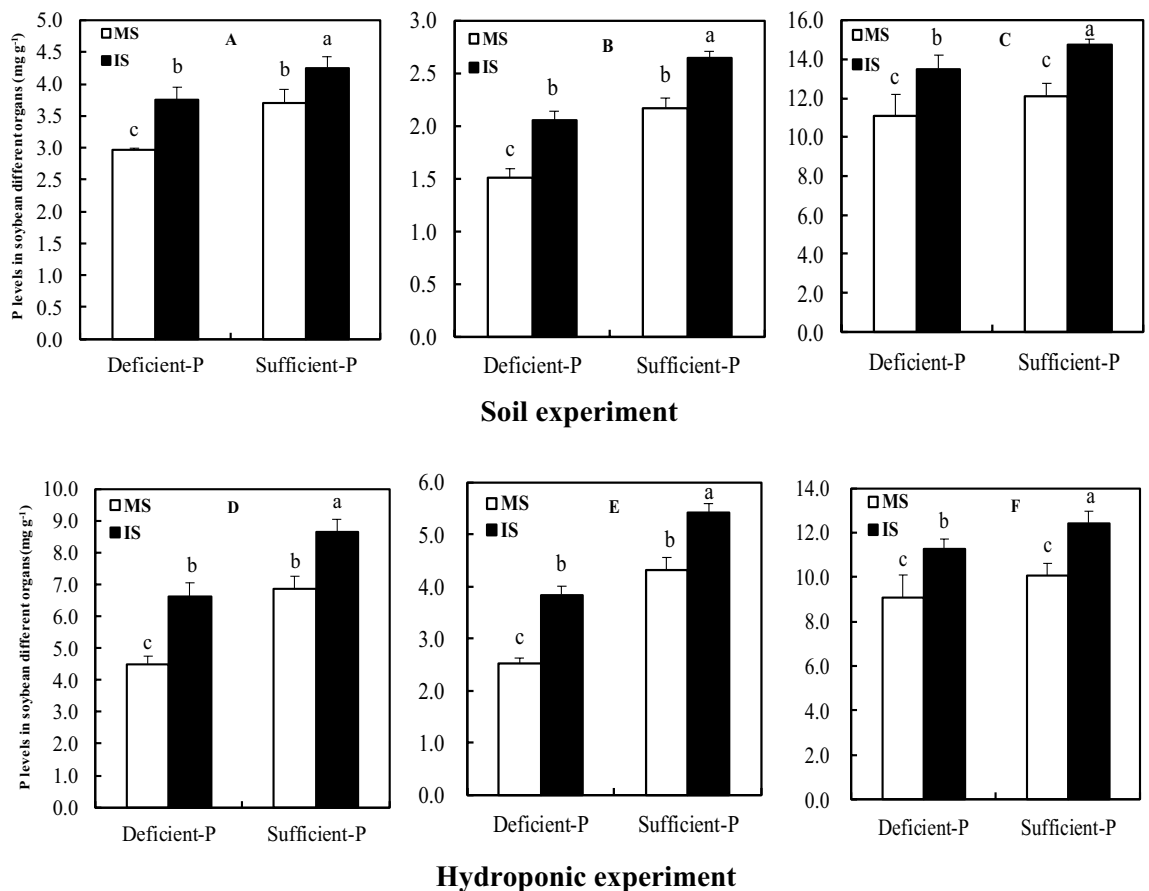 P levels in soybean different organs (mg g⁻¹)
5.0
4.5
4.0
3.5
3.0
2.5
2.0
1.5
1.0
0.5
0.0
MS
IS
A
c
b
b
a
Deficient-P
Sufficient-P
3.0
2.5
2.0
1.5
1.0
0.5
0.0
MS
IS
B
c
b
b
a
Deficient-P
Sufficient-P
16.0
14.0
12.0
10.0
8.0
6.0
4.0
2.0
0.0
MS
IS
C
c
b
c
a
Deficient-P
Sufficient-P
Soil experiment
P levels in soybean different organs(mg g⁻¹)
10.0
9.0
8.0
7.0
6.0
5.0
4.0
3.0
2.0
1.0
0.0
MS
IS
D
c
b
b
a
Deficient-P
Sufficient-P
6.0
5.0
4.0
3.0
2.0
1.0
0.0
MS
IS
E
c
b
b
a
Deficient-P
Sufficient-P
14.0
12.0
10.0
8.0
6.0
4.0
2.0
0.0
MS
IS
F
c
b
c
a
Deficient-P
Sufficient-P
Hydroponic experiment